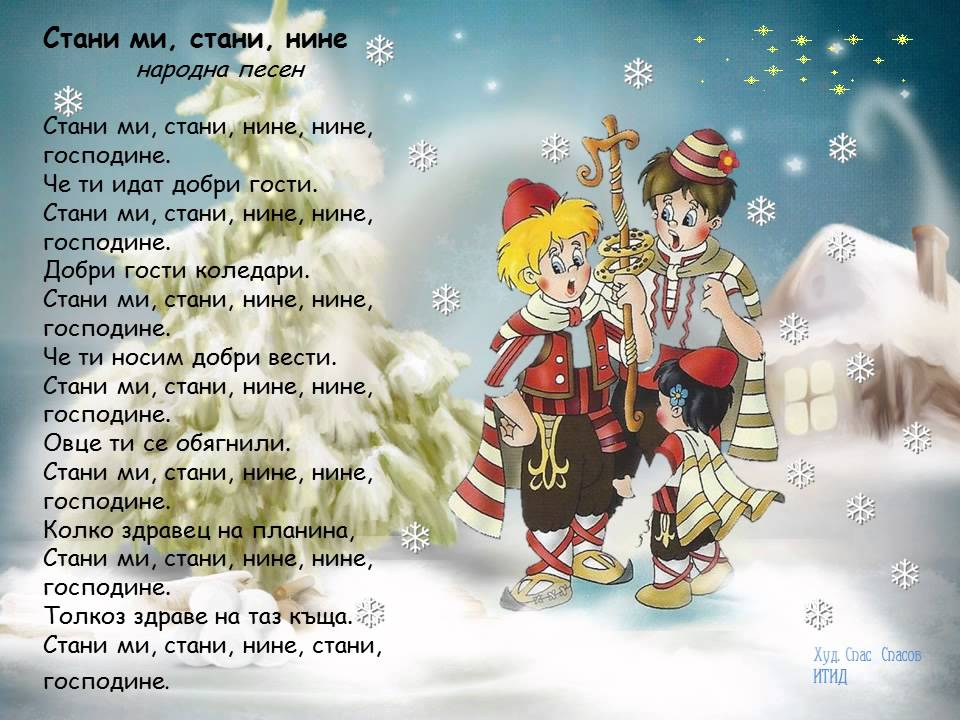 Стани ми, стани, нине
народна песен
Стани ми, стани, нине, нине,
господине.
Че ти идат добри гости.
Стани ми, стани, нине, нине,
господине.
Добри гости коледари.
Стани ми, стани, нине, нине,
господине.
Че ти носим добри вести.
Стани ми, стани, нине, нине,
господине.
Овце ти се обягнили.
Стани ми, стани, нине, нине,
господине.
Колко здравец на планина,
Стани ми, стани, нине, нине,
господине.
Толкоз здраве на таз къща.
Стани ми, стани, нине, стани,
господине.
Худ. Спас Спасов
ИТИД